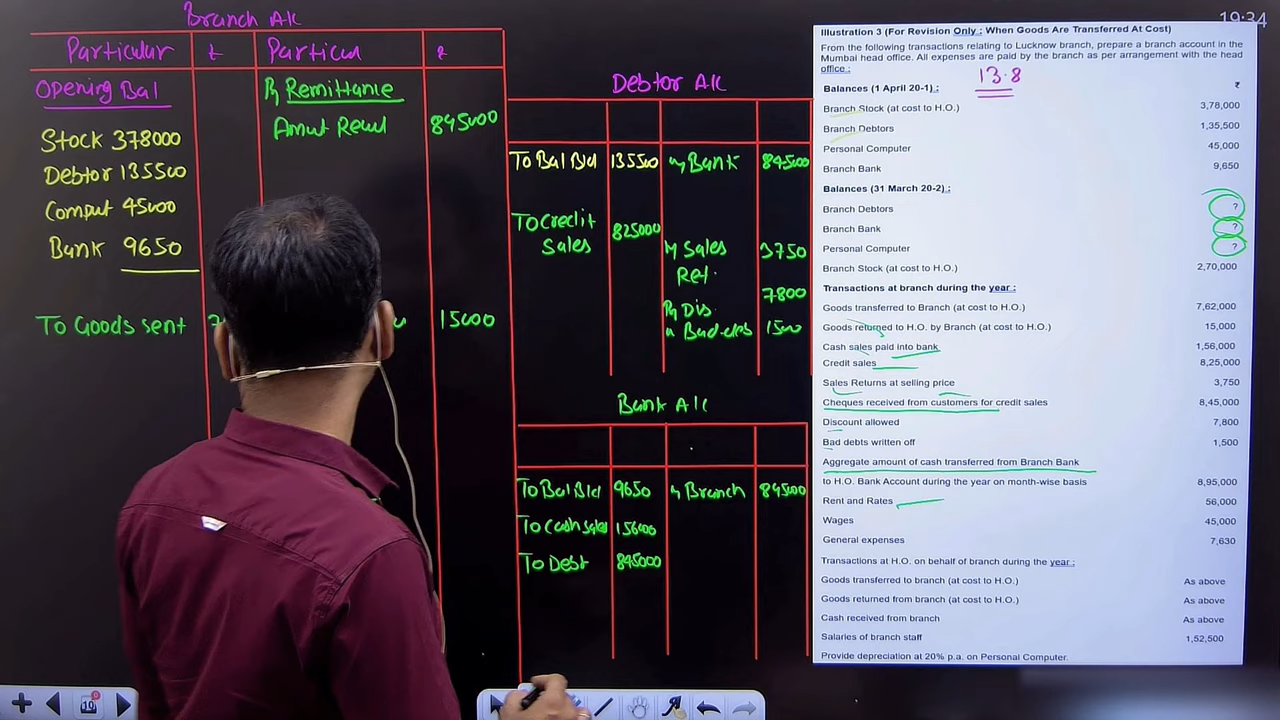 Branch A/c
Particular ₹ Particul ₹
Opening Bal
Stock 378000
Debtor 135500
Comput 45000
Bank 9650
To Goods sent 7
By Remittance
Amut Recd 845000
15000
Debtor A/c
To Bal B/d 135500 By Bank 845000
To Credit Sales 825000
By Sales Ret. 3750
By Dis. 7800
" Baddebs 1500
Bank A/c
To Bal B/d 9650 By Branch 845000
To Cash Sales 156000
To Debt 845000
19:34
Illustration 3 (For Revision Only : When Goods Are Transferred At Cost)
From the following transactions relating to Lucknow branch, prepare a branch account in the
Mumbai head office. All expenses are paid by the branch as per arrangement with the head
office :
13.8
Balances (1 April 20-1) : ₹
Branch Stock (at cost to H.O.) 3,78,000
Branch Debtors 1,35,500
Personal Computer 45,000
Branch Bank 9,650
Balances (31 March 20-2) :
Branch Debtors ?
Branch Bank ?
Personal Computer ?
Branch Stock (at cost to H.O.) 2,70,000
Transactions at branch during the year :
Goods transferred to Branch (at cost to H.O.) 7,62,000
Goods returned to H.O. by Branch (at cost to H.O.) 15,000
Cash sales paid into bank 1,56,000
Credit sales 8,25,000
Sales Returns at selling price 3,750
Cheques received from customers for credit sales 8,45,000
Discount allowed 7,800
Bad debts written off 1,500
Aggregate amount of cash transferred from Branch Bank
to H.O. Bank Account during the year on month-wise basis 8,95,000
Rent and Rates 56,000
Wages 45,000
General expenses 7,630
Transactions at H.O. on behalf of branch during the year :
Goods transferred to branch (at cost to H.O.) As above
Goods returned from branch (at cost to H.O.) As above
Cash received from branch As above
Salaries of branch staff 1,52,500
Provide depreciation at 20% p.a. on Personal Computer.
19